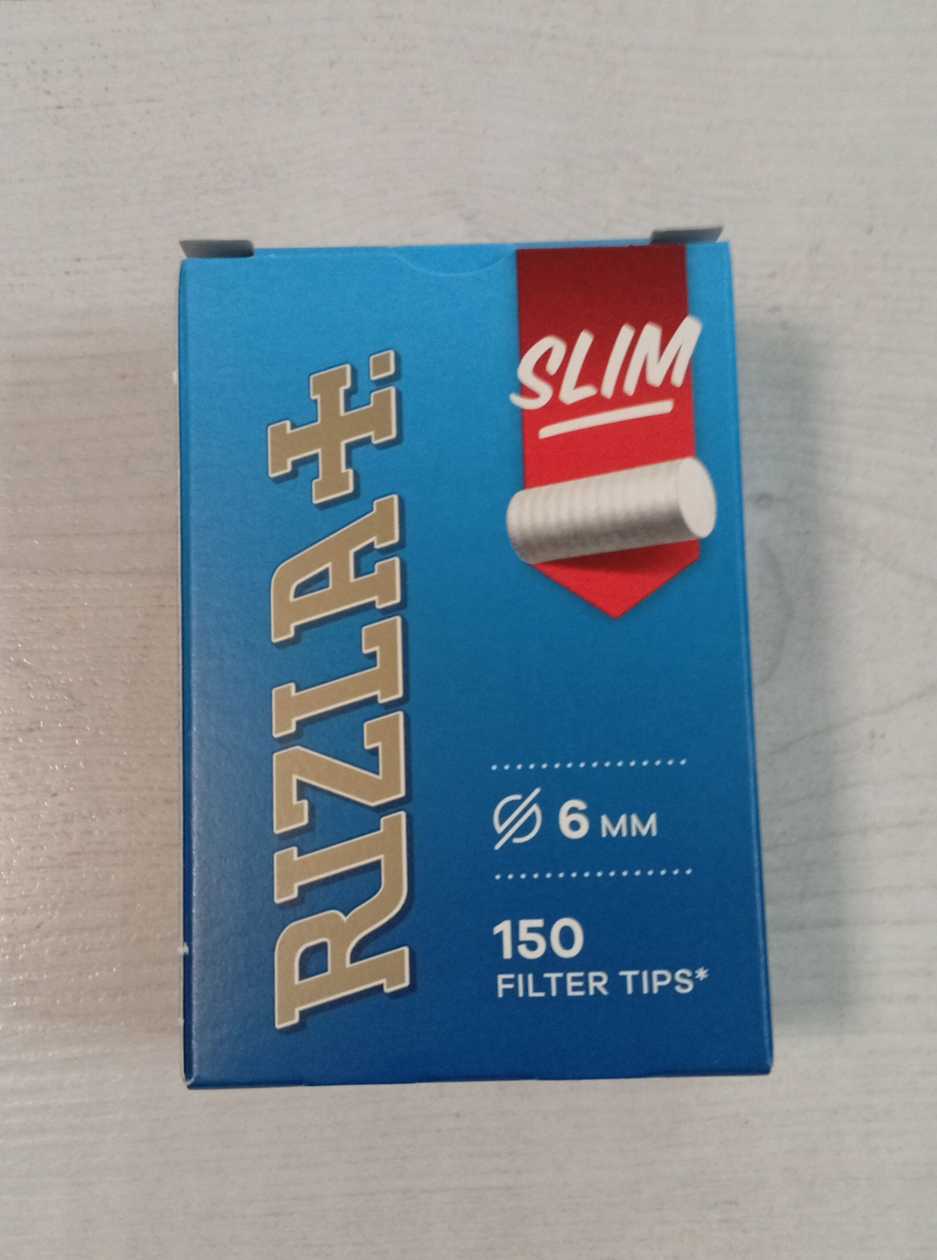 RIZLA+.
SLIM
Ø 6 MM
150
FILTER TIPS*